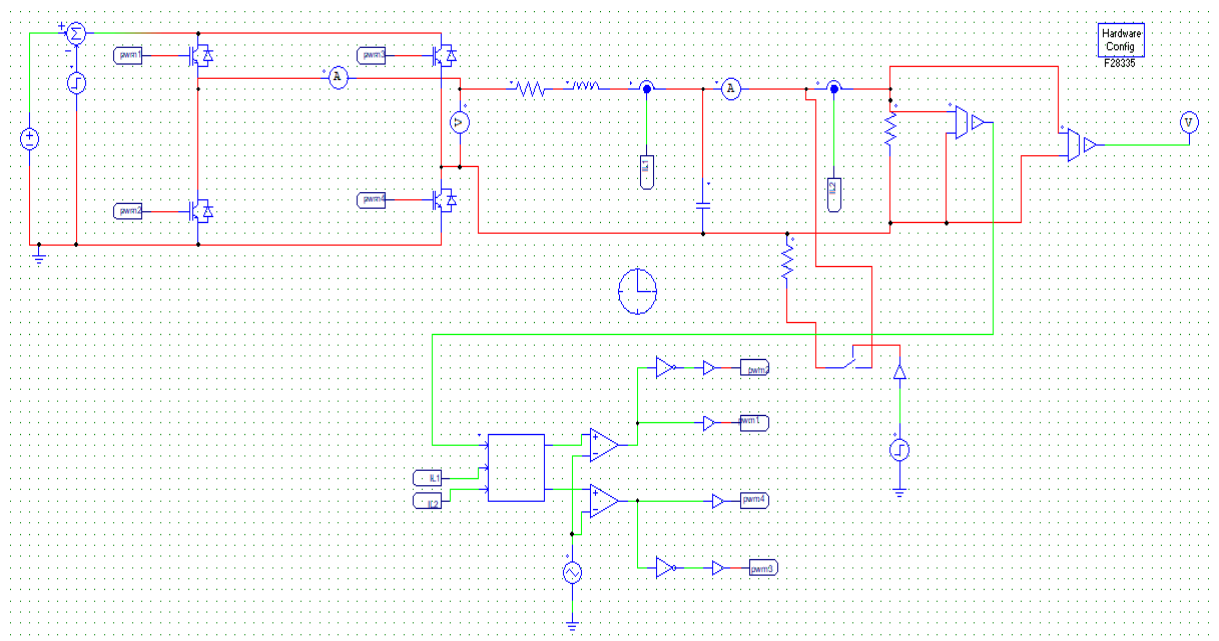 Hardware
Config
F28335
pwm1
pwm3
A
A
V
V
IL1
IL2
pwm2
pwm4
pwm2
pwm1
IL1
IL2
pwm4
pwm3